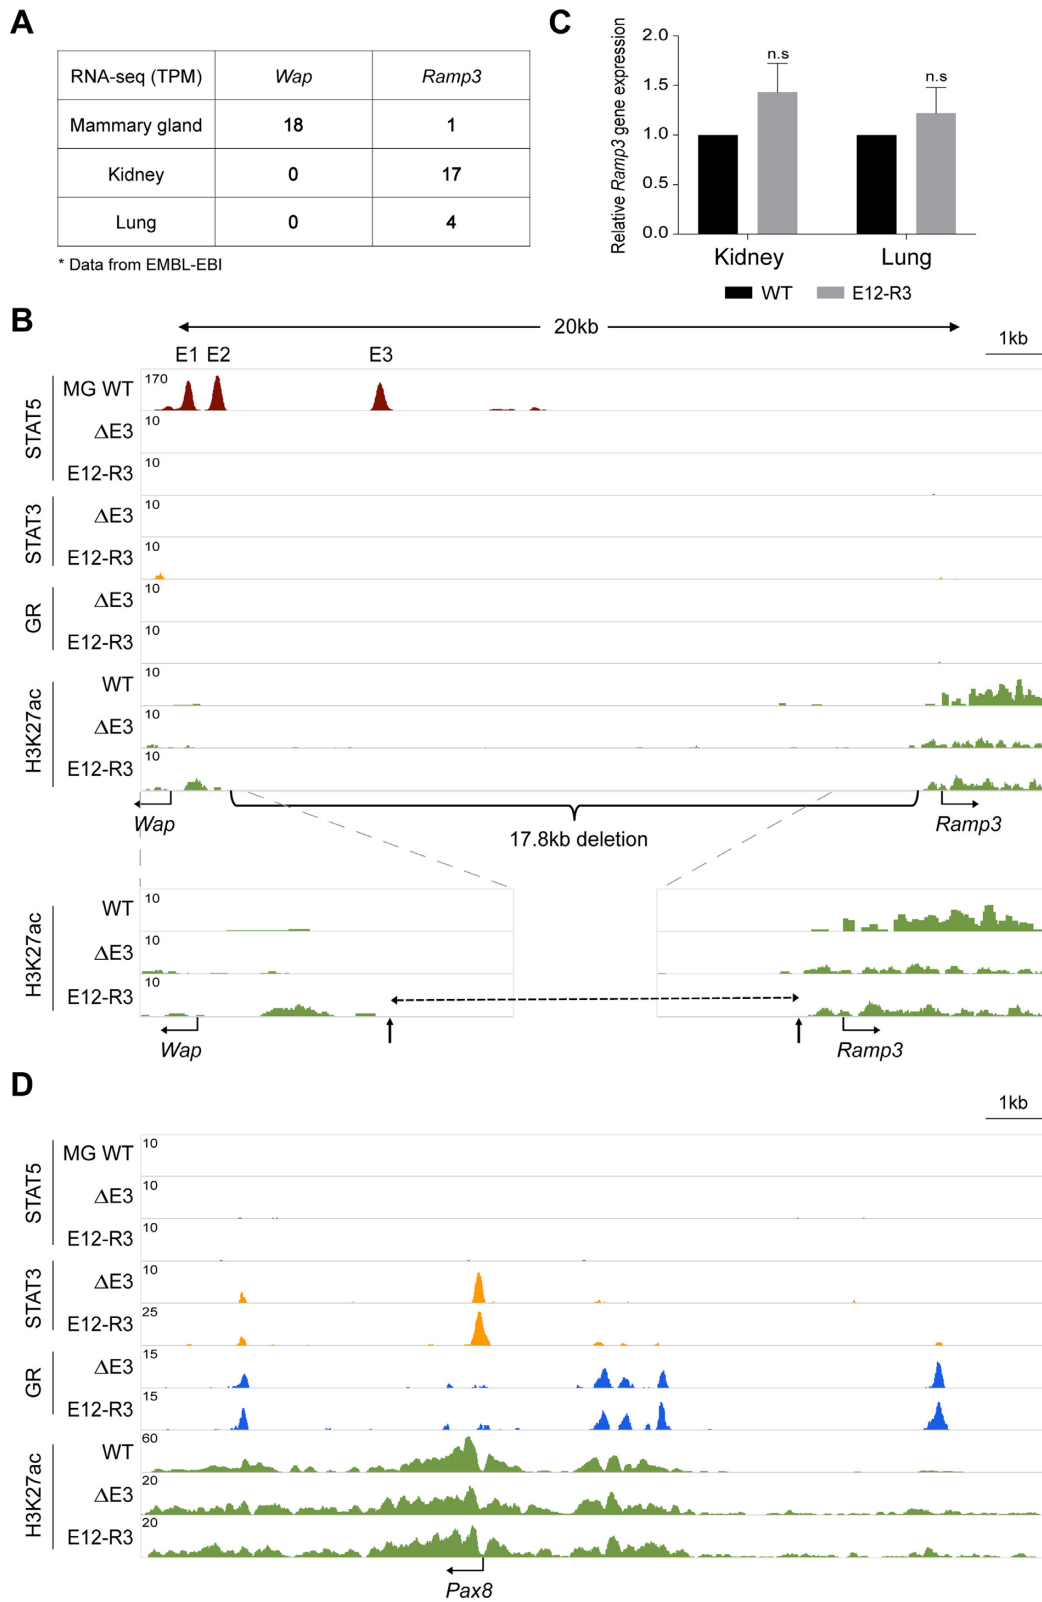 A
RNA-seq (TPM) Wap Ramp3
Mammary gland 18 1
Kidney 0 17
Lung 0 4
* Data from EMBL-EBI
C
Relative Ramp3 gene expression
2.0
1.5
1.0
0.5
0.0
n.s
n.s
Kidney Lung
WT E12-R3
B
20kb
1kb
E1 E2 E3
STAT5
MG WT 170
ΔE3 10
E12-R3 10
STAT3
ΔE3 10
E12-R3 10
GR
ΔE3 10
E12-R3 10
H3K27ac
WT 10
ΔE3 10
E12-R3 10
Wap Ramp3
17.8kb deletion
H3K27ac
WT 10
ΔE3 10
E12-R3 10
Wap Ramp3
D
1kb
STAT5
MG WT 10
ΔE3 10
E12-R3 10
STAT3
ΔE3 10
E12-R3 25
GR
ΔE3 15
E12-R3 15
H3K27ac
WT 60
ΔE3 20
E12-R3 20
Pax8